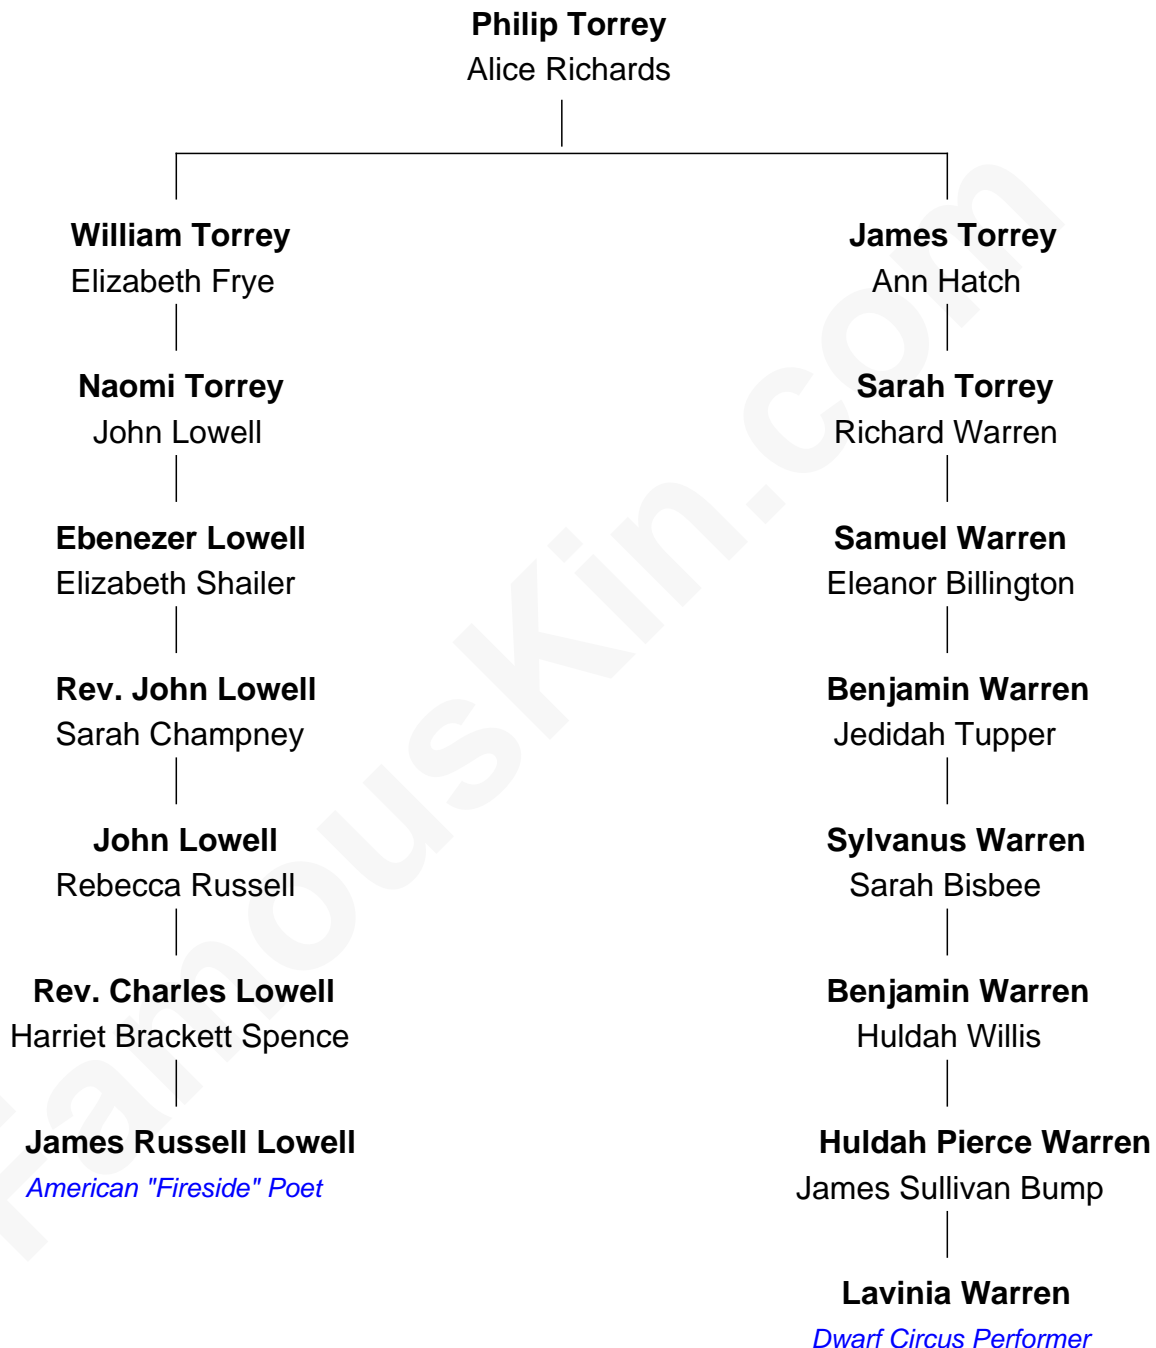 Philip Torrey
Alice Richards
William Torrey
Elizabeth Frye
James Torrey
Ann Hatch
Naomi Torrey
John Lowell
Sarah Torrey
Richard Warren
Ebenezer Lowell
Elizabeth Shailer
Samuel Warren
Eleanor Billington
Rev. John Lowell
Sarah Champney
Benjamin Warren
Jedidah Tupper
John Lowell
Rebecca Russell
Sylvanus Warren
Sarah Bisbee
Rev. Charles Lowell
Harriet Brackett Spence
Benjamin Warren
Huldah Willis
James Russell Lowell
American "Fireside" Poet
Huldah Pierce Warren
James Sullivan Bump
Lavinia Warren
Dwarf Circus Performer
FamousKin.com